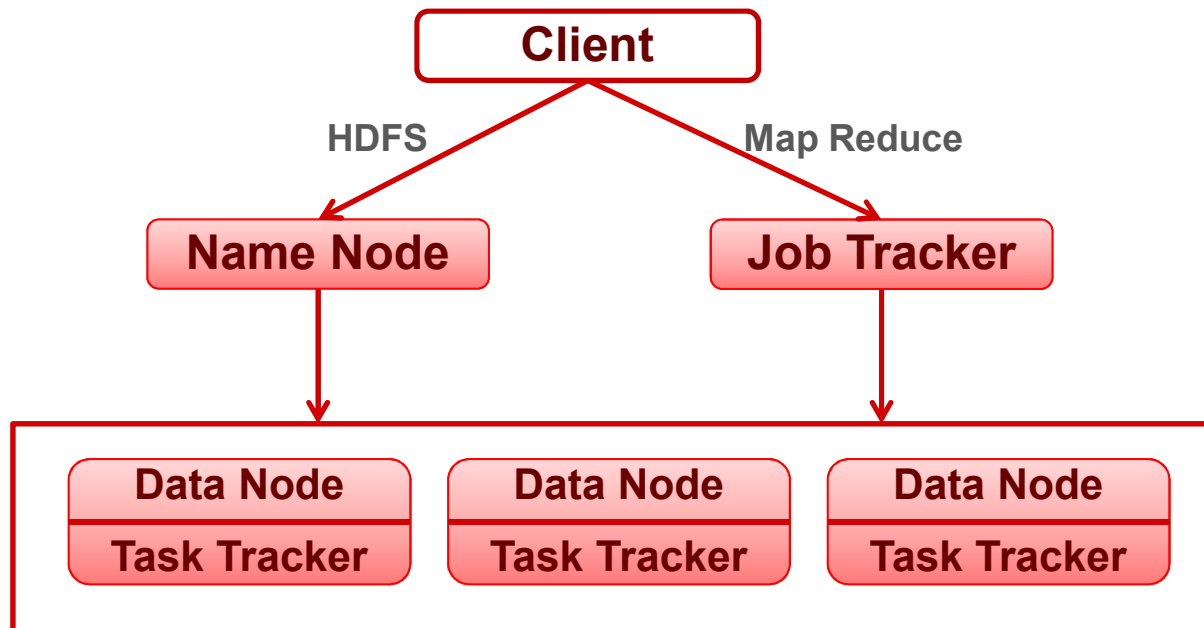 Client
HDFS
Map Reduce
Name Node
Job Tracker
Data Node
Task Tracker
Data Node
Task Tracker
Data Node
Task Tracker